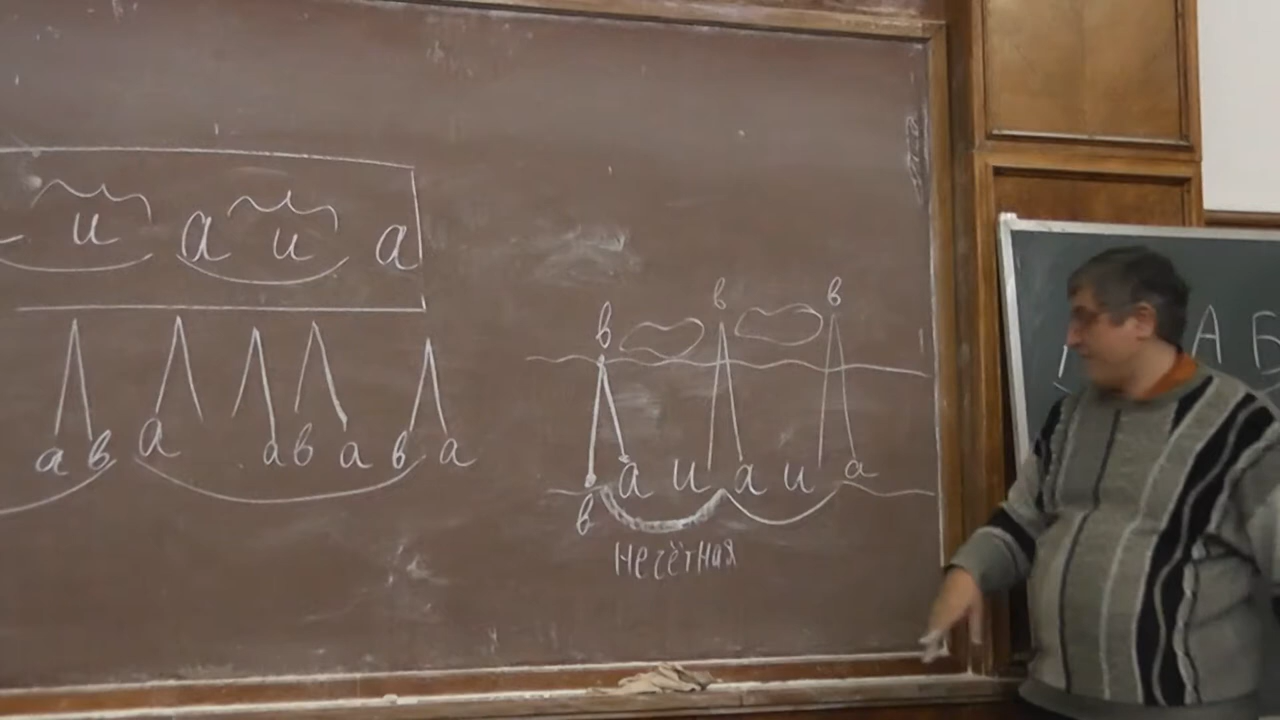 и а и а
в в в
А Б
а в а а в а в а
а и а и а
в
Нечётная